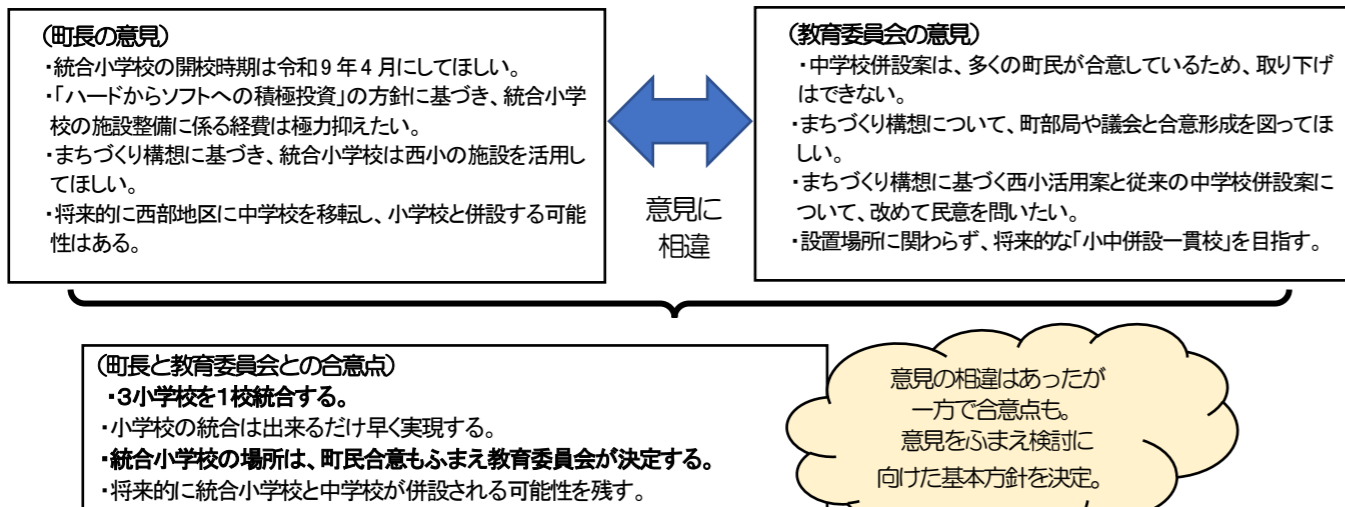 （町長の意見）
・統合小学校の開校時期は令和９年４月にしてほしい。
・「ハードからソフトへの積極投資」の方針に基づき、統合小学
校の施設整備に係る経費は極力抑えたい。
・まちづくり構想に基づき、統合小学校は西小の施設を活用し
てほしい。
・将来的に西部地区に中学校を移転し、小学校と併設する可能
性はある。
意見に
相違
（教育委員会の意見）
・中学校併設案は、多くの町民が合意しているため、取り下げ
はできない。
・まちづくり構想について、町部局や議会と合意形成を図ってほ
しい。
・まちづくり構想に基づく西小活用案と従来の中学校併設案に
ついて、改めて民意を問いたい。
・設置場所に関わらず、将来的な「小中併設一貫校」を目指す。
（町長と教育委員会との合意点）
・３小学校を１校統合する。
・小学校の統合は出来るだけ早く実現する。
・統合小学校の場所は、町民合意もふまえ教育委員会が決定する。
・将来的に統合小学校と中学校が併設される可能性を残す。
意見の相違はあったが
一方で合意点も。
意見をふまえ検討に
向けた基本方針を決定。